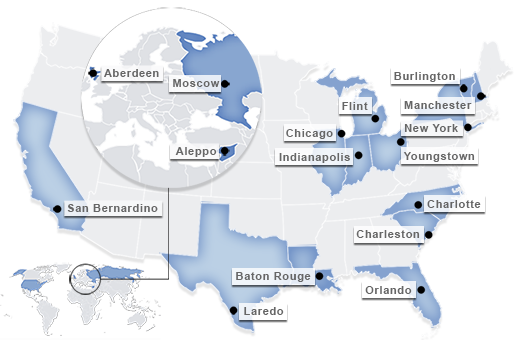 Aberdeen
Moscow
Burlington
Flint
Manchester
Chicago
New York
Aleppo
Indianapolis
Youngstown
San Bernardino
Charlotte
Charleston
Baton Rouge
Orlando
Laredo